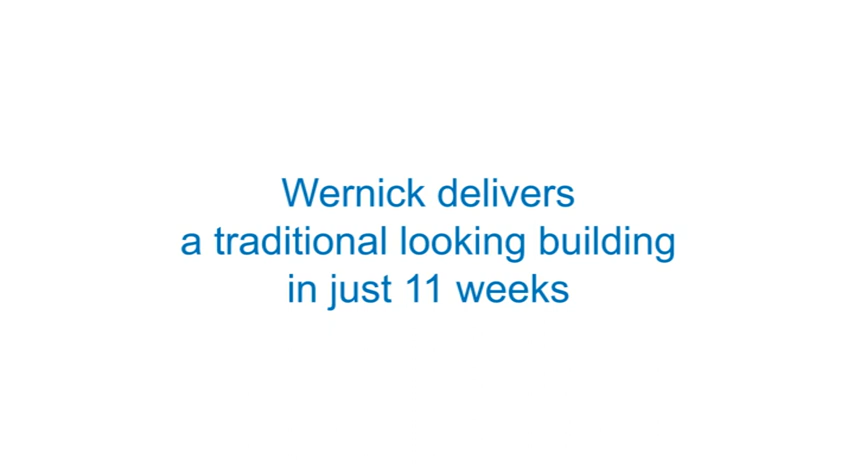 Wernick delivers
a traditional looking building
in just 11 weeks